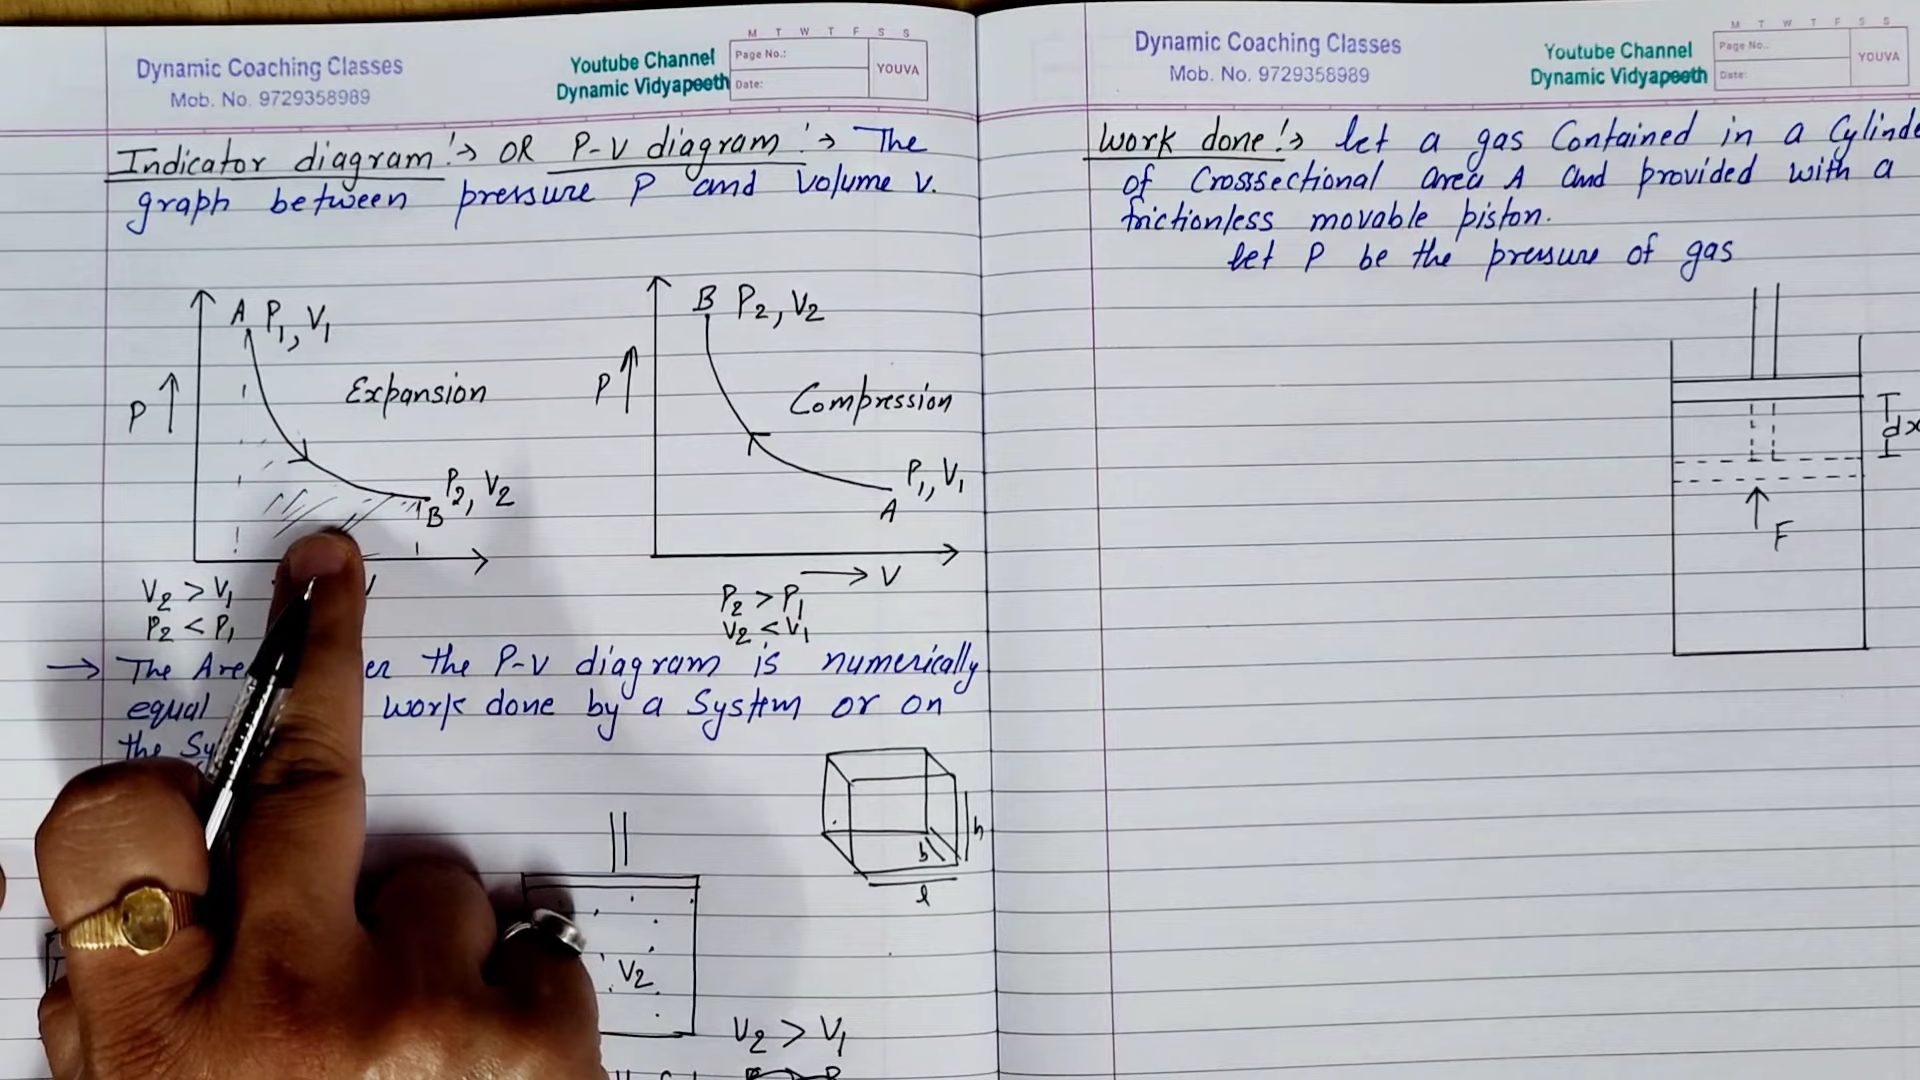 Dynamic Coaching Classes
Mob. No. 9729358989
Youtube Channel
Dynamic Vidyapeeth
M T W T F S S
Page No.:
Date:
YOUVA
Indicator diagram :→ OR P-V diagram :→ The
graph between pressure P and Volume V.
A P1, V1
P
Expansion
P2, V2
B
V2 > V1
P2 < P1
B P2, V2
P
Compression
P1, V1
A
→ V
P2 > P1
V2 < V1
→ The the P-V diagram is numerically
equal work done by a System or on
the
h
b
l
V2
V2 > V1
Dynamic Coaching Classes
Mob. No. 9729358989
Youtube Channel
Dynamic Vidyapeeth
M T W T F S S
Page No.:
Date:
YOUVA
Work done :→ let a gas Contained in a Cylinde
of Crosssectional area A and provided with a
frictionless movable piston.
let P be the pressure of gas
dx
F